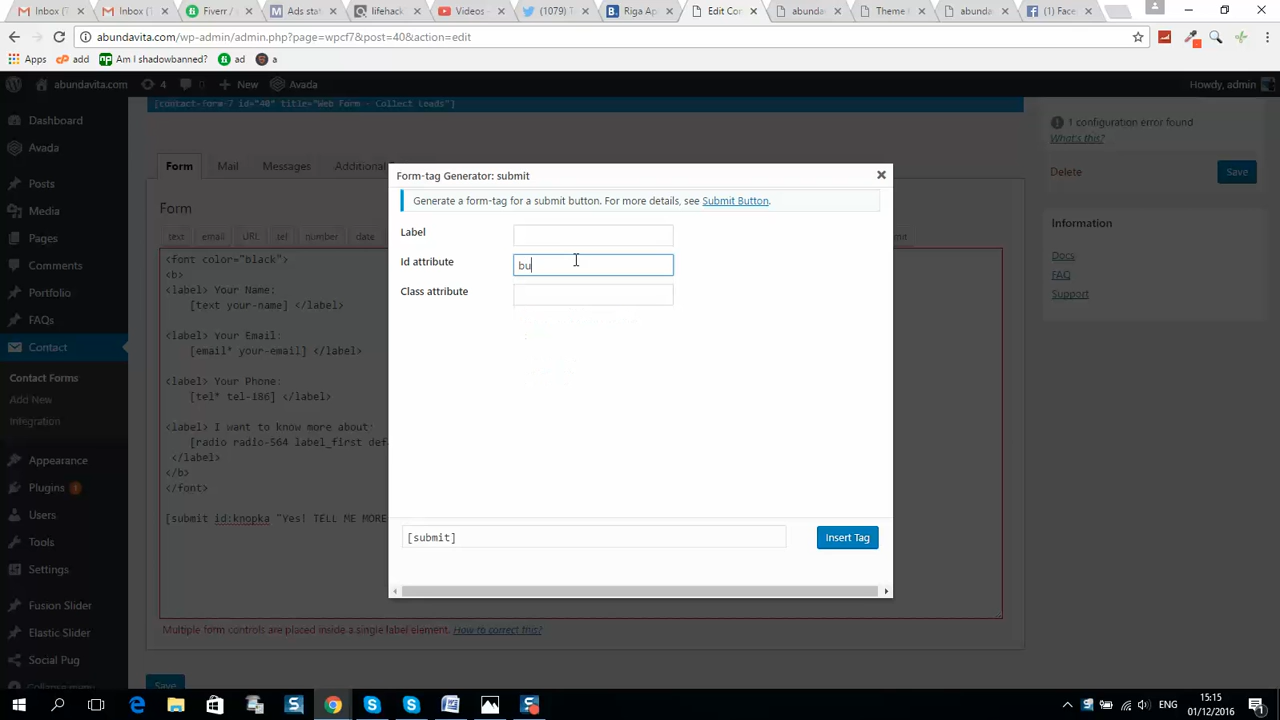 Inbox (
Inbox (1
Fiverr /
Ads stat
lifehack
Videos -
(1079) T
Riga Ap
Edit Cor
abunda
Theme
abunda
(1) Face
abundavita.com/wp-admin/admin.php?page=wpcf7&post=40&action=edit
Apps
add
Am I shadowbanned?
ad
a
abundavita.com
4
New
Avada
Howdy, admin
[contact-form-7 id="40" title="Web Form - Collect Leads"]
1 configuration error found
What's this?
Delete
Save
Information
Docs
FAQ
Support
Dashboard
Avada
Posts
Media
Pages
Comments
Portfolio
FAQs
Contact
Contact Forms
Add New
Integration
Appearance
Plugins 1
Users
Tools
Settings
Fusion Slider
Elastic Slider
Social Pug
Collapse menu
Form
Mail
Messages
Additional
Form
text
email
URL
tel
number
date
<font color="black">
<b>
<label> Your Name:
[text your-name] </label>
<label> Your Email:
[email* your-email] </label>
<label> Your Phone:
[tel* tel-186] </label>
<label> I want to know more about:
[radio radio-564 label_first
</label>
</b>
</font>
[submit id:knopka "Yes! TELL ME MORE
Multiple form controls are placed inside a single label element. How to correct this?
Save
Form-tag Generator: submit
Generate a form-tag for a submit button. For more details, see Submit Button.
Label
Id attribute
bu
Class attribute
[submit]
Insert Tag
ENG
15:15
01/12/2016